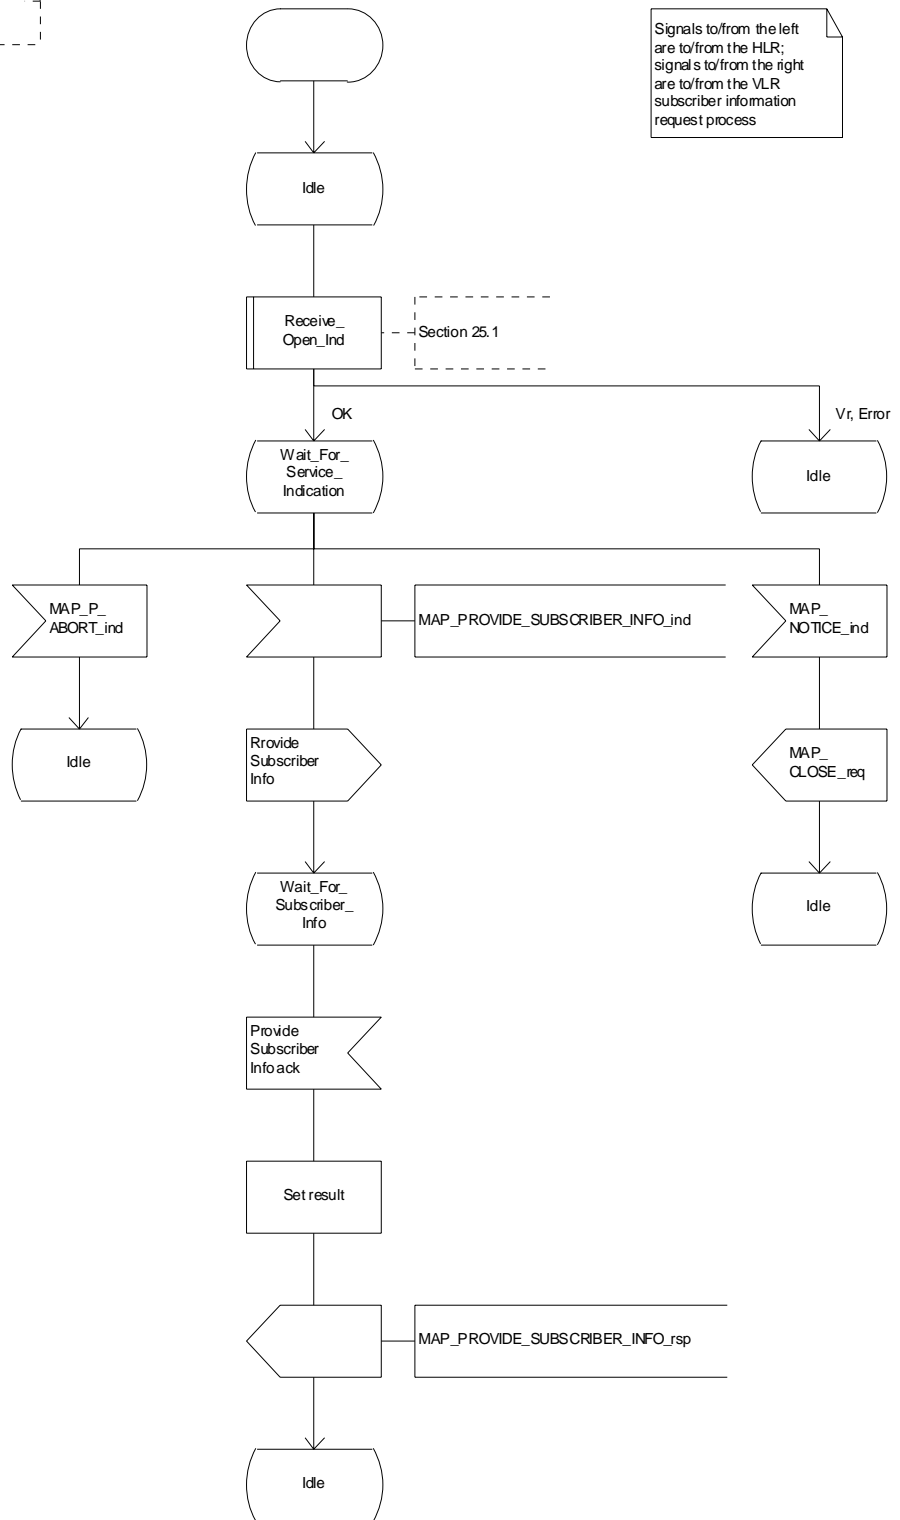 Signals to/from the left
are to/from the HLR;
signals to/from the right
are to/from the VLR
subscriber information
request process
Idle
Receive_
Open_Ind
Section 25.1
OK
Vr, Error
Wait_For_
Service_
Indication
Idle
MAP_P_
ABORT_ind
MAP_PROVIDE_SUBSCRIBER_INFO_ind
MAP_
NOTICE_ind
Idle
Rrovide
Subscriber
Info
MAP_
CLOSE_req
Wait_For_
Subscriber_
Info
Idle
Provide
Subscriber
Info ack
Set result
MAP_PROVIDE_SUBSCRIBER_INFO_rsp
Idle